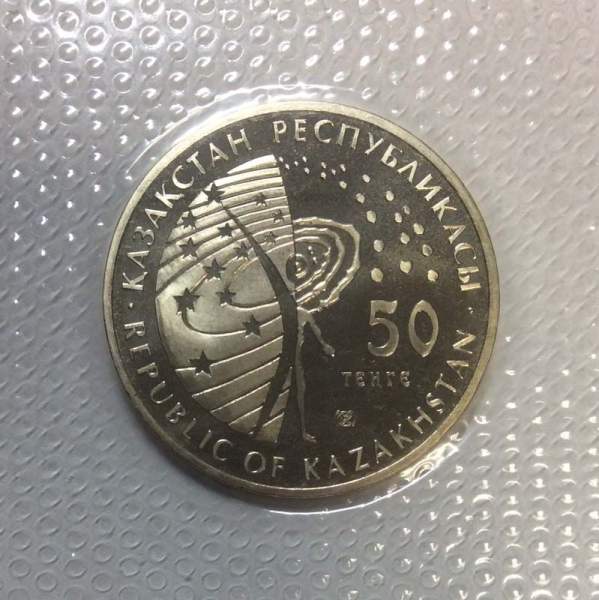 · ҚАЗАҚСТАН РЕСПУБЛИКАСЫ ·
50
ТЕҢГЕ
REPUBLIC OF KAZAKHSTAN